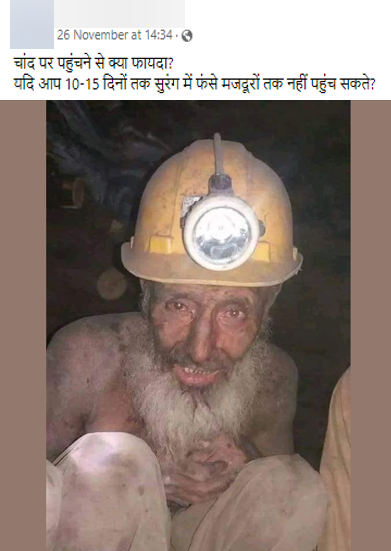 26 November at 14:34 ·
चांद पर पहुंचने से क्या फायदा?
यदि आप 10-15 दिनों तक सुरंग में फंसे मजदूरों तक नहीं पहुंच सकते?